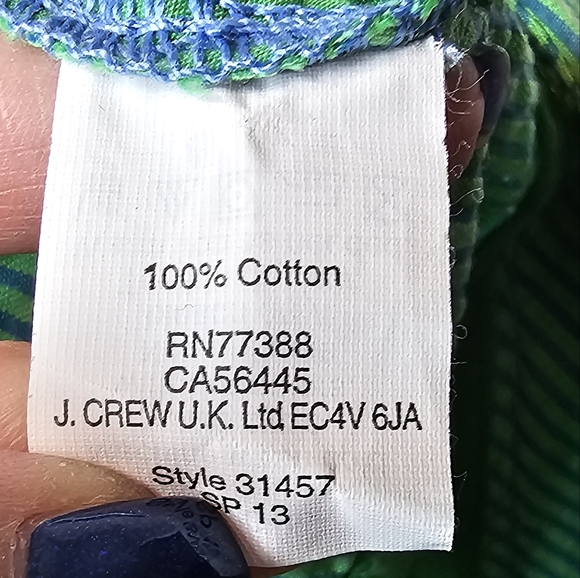 100% Cotton
RN77388
CA56445
J. CREW U.K. Ltd, EC4V 6JA
Style 31457
SP 13